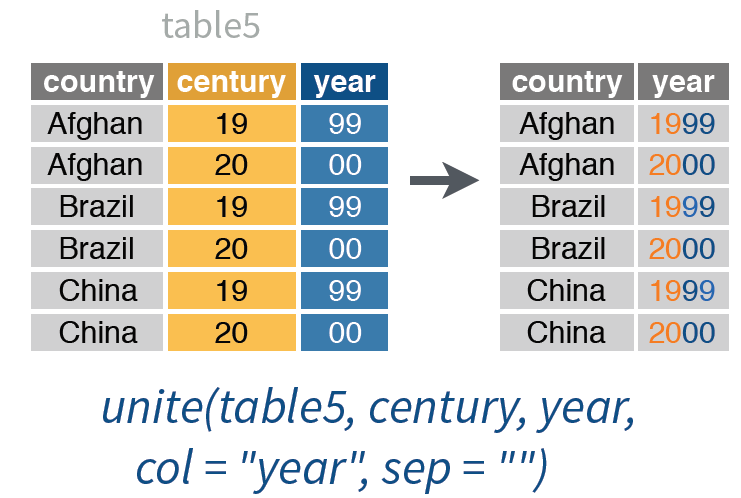 table5
country century year country year
Afghan 19 99 Afghan 1999
Afghan 20 00 Afghan 2000
Brazil 19 99 Brazil 1999
Brazil 20 00 Brazil 2000
China 19 99 China 1999
China 20 00 China 2000
unite(table5, century, year,
col = "year", sep = "")